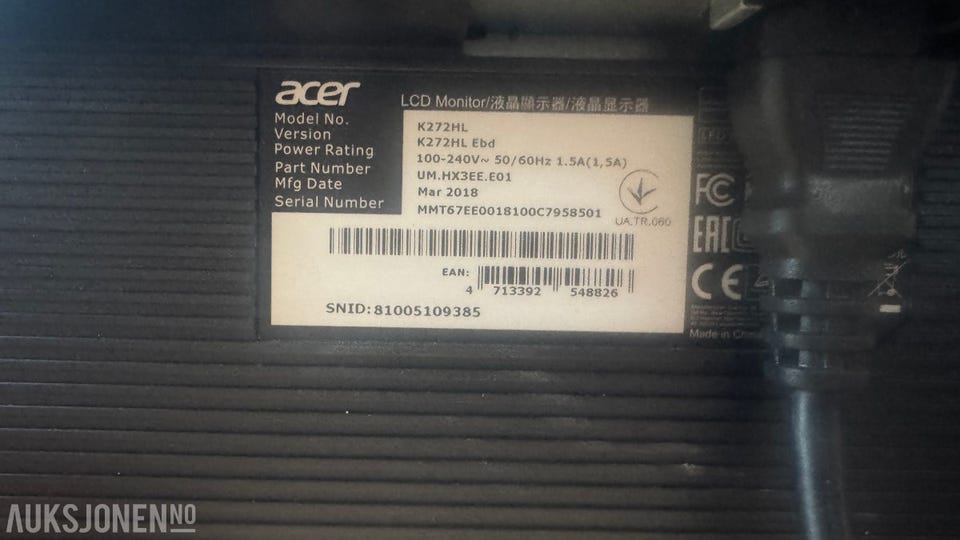 acer
LCD Monitor/液晶顯示器/液晶显示器
Model No. K272HL
Version K272HL Ebd
Power Rating 100-240V~ 50/60Hz 1.5A(1,5A)
Part Number UM.HX3EE.E01
Mfg Date Mar 2018
Serial Number MMT67EE0018100C7958501
UA.TR.060
FC
EAC
CE
EAN:
4 713392 548826
SNID:81005109385
Made in
AUKSJONEN.NO